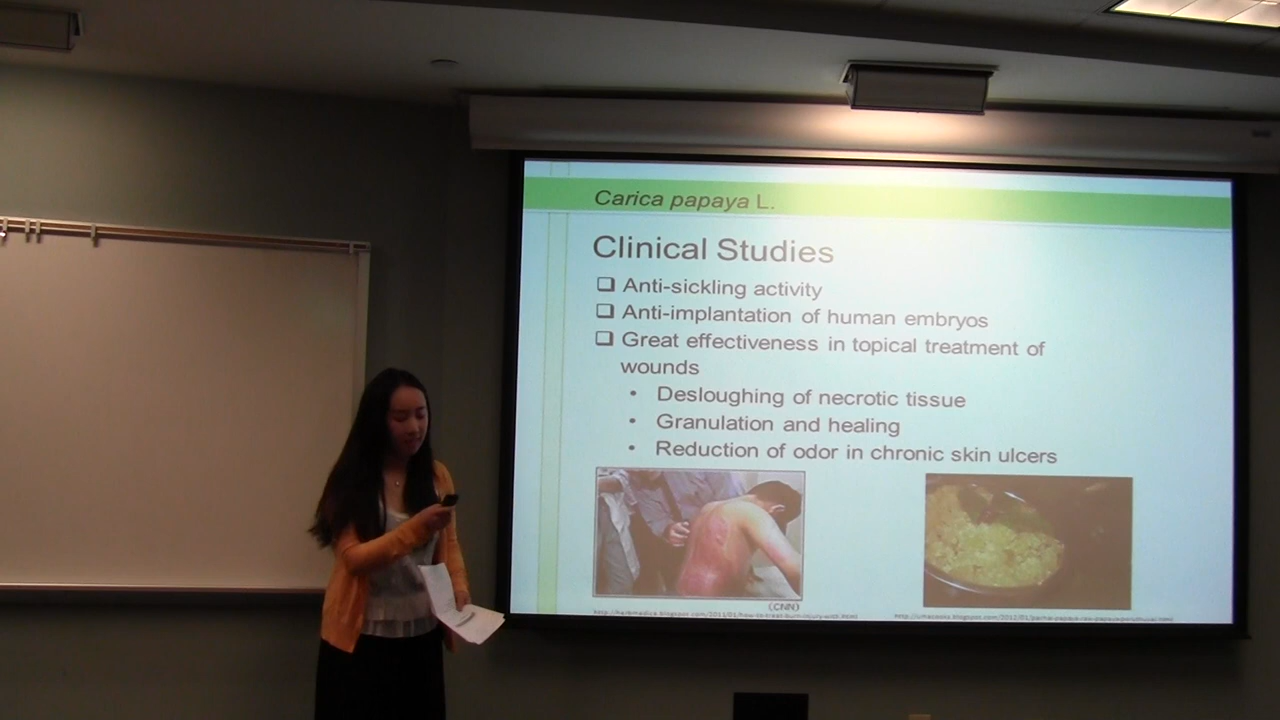 Carica papaya L.
Clinical Studies
❑ Anti-sickling activity
❑ Anti-implantation of human embryos
❑ Great effectiveness in topical treatment of
wounds
• Desloughing of necrotic tissue
• Granulation and healing
• Reduction of odor in chronic skin ulcers
(CNN)